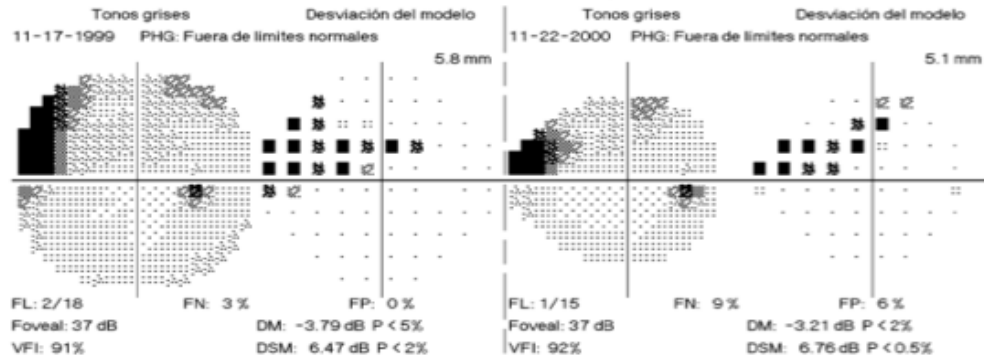 Tonos grises Desviación del modelo
11-17-1999 PHG: Fuera de limites normales
5.8 mm
FL: 2/18 FN: 3 % FP: 0 %
Foveal: 37 dB DM: -3.79 dB P < 5%
VFI: 91% DSM: 6.47 dB P < 2%
Tonos grises Desviación del modelo
11-22-2000 PHG: Fuera de limites normales
5.1 mm
FL: 1/15 FN: 9 % FP: 6 %
Foveal: 37 dB DM: -3.21 dB P < 2%
VFI: 92% DSM: 6.76 dB P < 0.5%